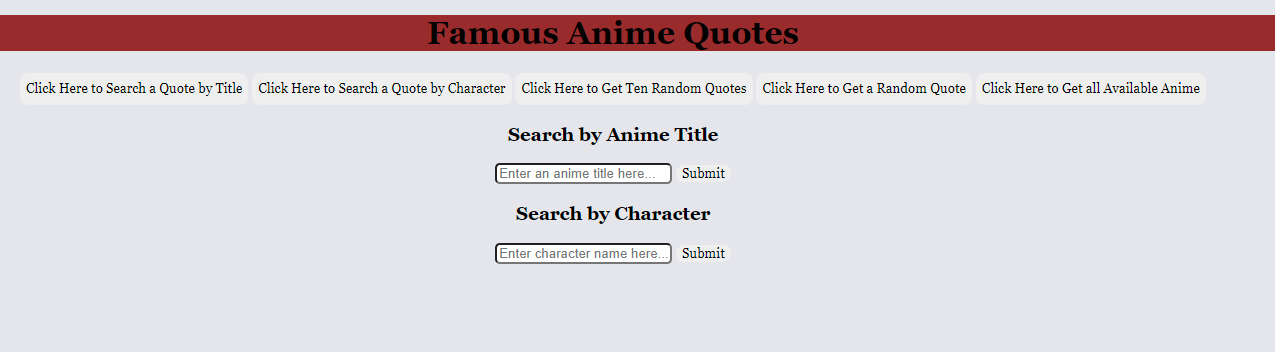 Famous Anime Quotes
Click Here to Search a Quote by Title Click Here to Search a Quote by Character Click Here to Get Ten Random Quotes Click Here to Get a Random Quote Click Here to Get all Available Anime
Search by Anime Title
Enter an anime title here... Submit
Search by Character
Enter character name here... Submit